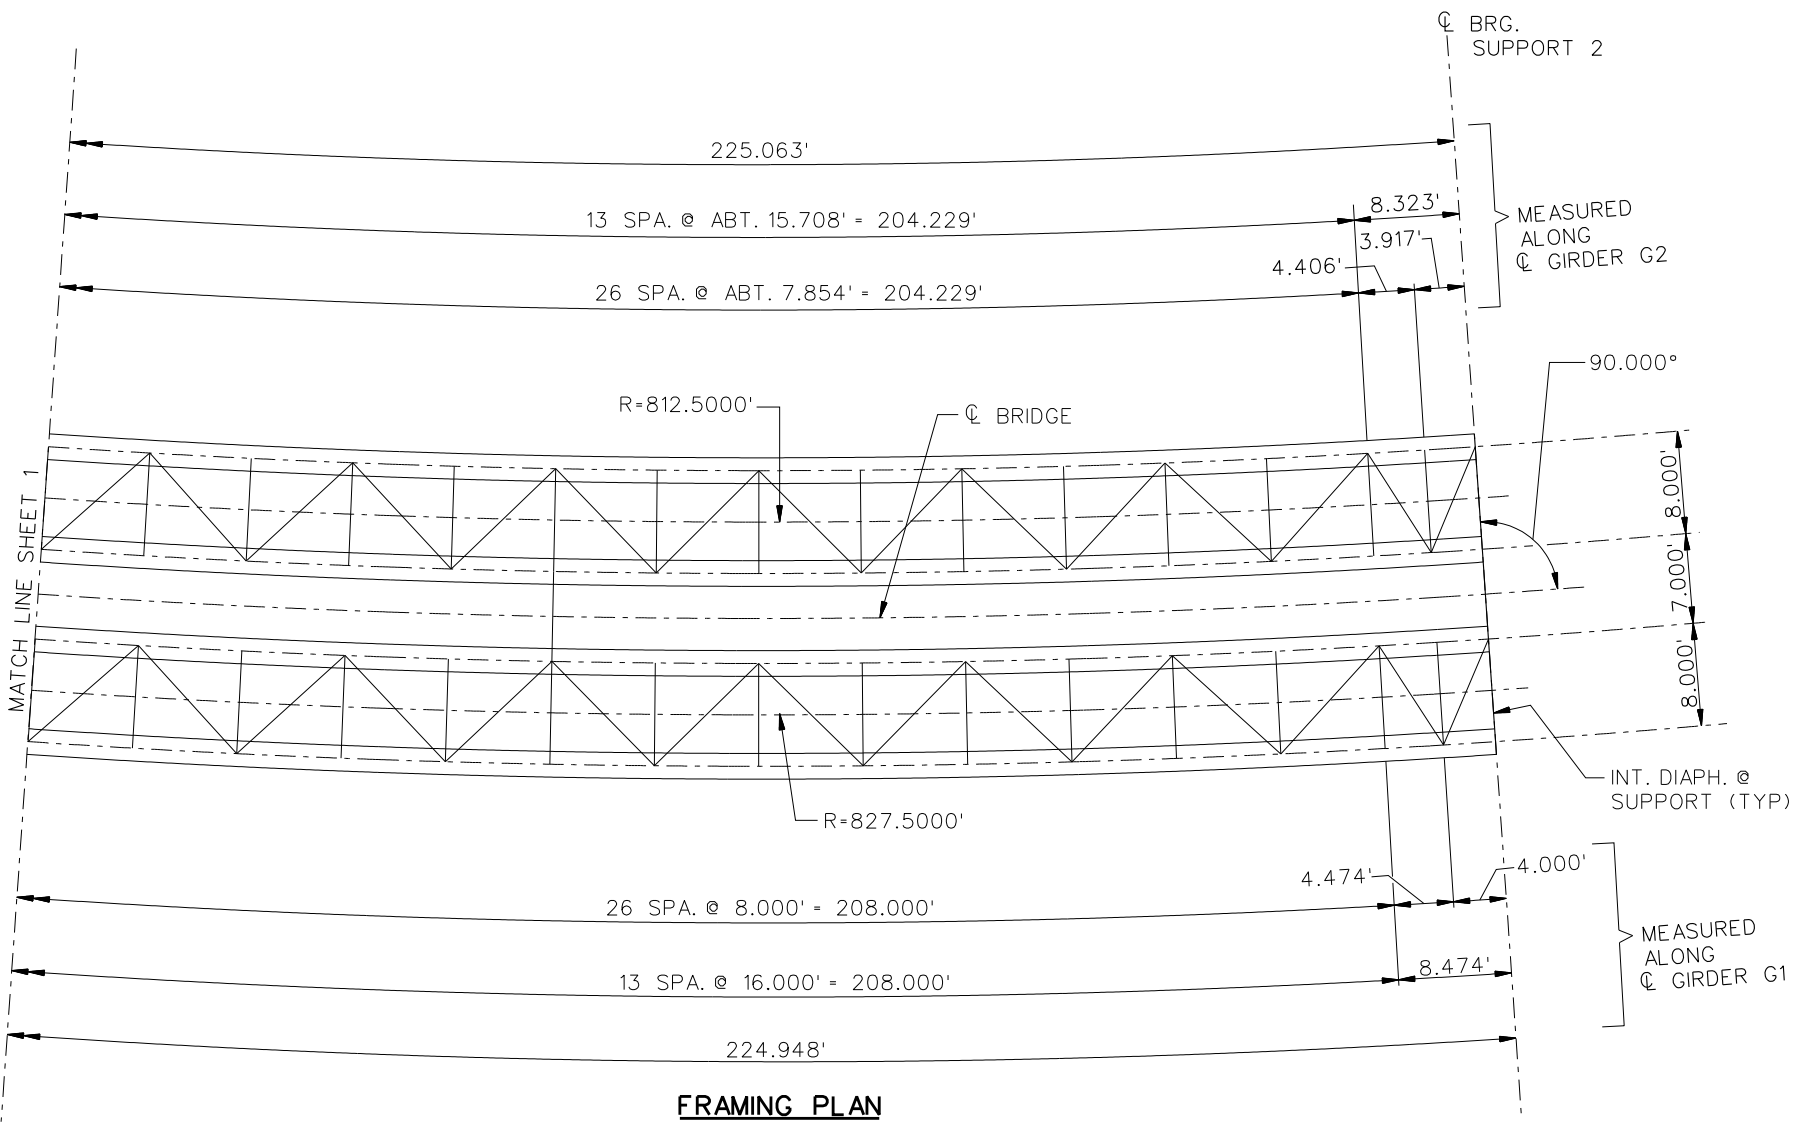 ℄ BRG.
SUPPORT 2
225.063'
13 SPA. @ ABT. 15.708' = 204.229'
8.323'
3.917'
4.406'
26 SPA. @ ABT. 7.854' = 204.229'
MEASURED
ALONG
℄ GIRDER G2
90.000°
R=812.5000'
℄ BRIDGE
MATCH LINE SHEET 1
8.000'
7.000'
8.000'
INT. DIAPH. @
SUPPORT (TYP)
R=827.5000'
4.474'
4.000'
26 SPA. @ 8.000' = 208.000'
MEASURED
ALONG
℄ GIRDER G1
8.474'
13 SPA. @ 16.000' = 208.000'
224.948'
FRAMING PLAN